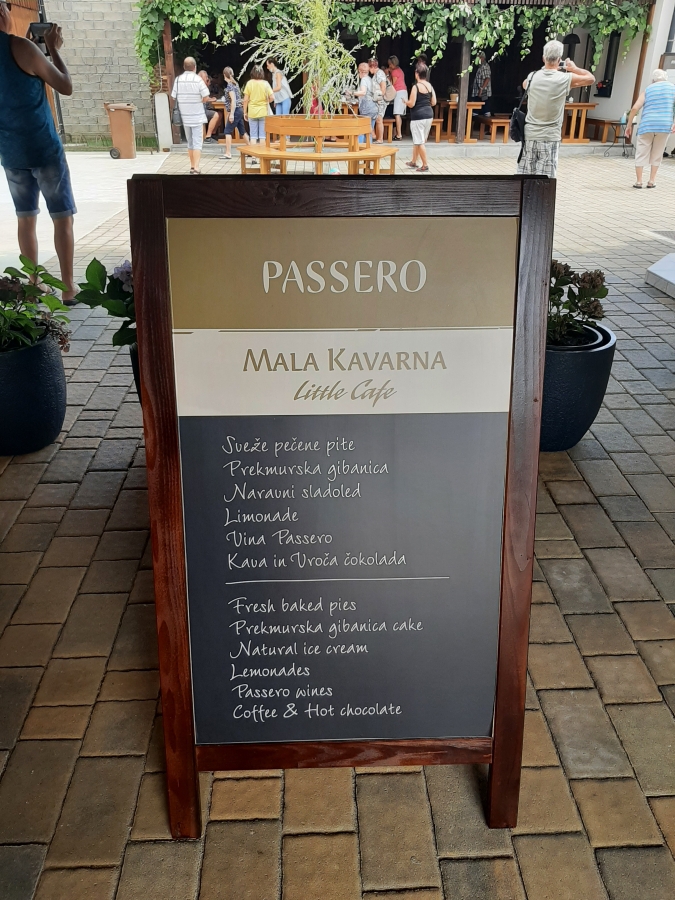 PASSERO
MALA KAVARNA
Little Cafe
Sveže pečene pite
Prekmurska gibanica
Naravni sladoled
Limonade
Vina Passero
Kava in Vroča čokolada
Fresh baked pies
Prekmurska gibanica cake
Natural ice cream
Lemonades
Passero wines
Coffee & Hot chocolate